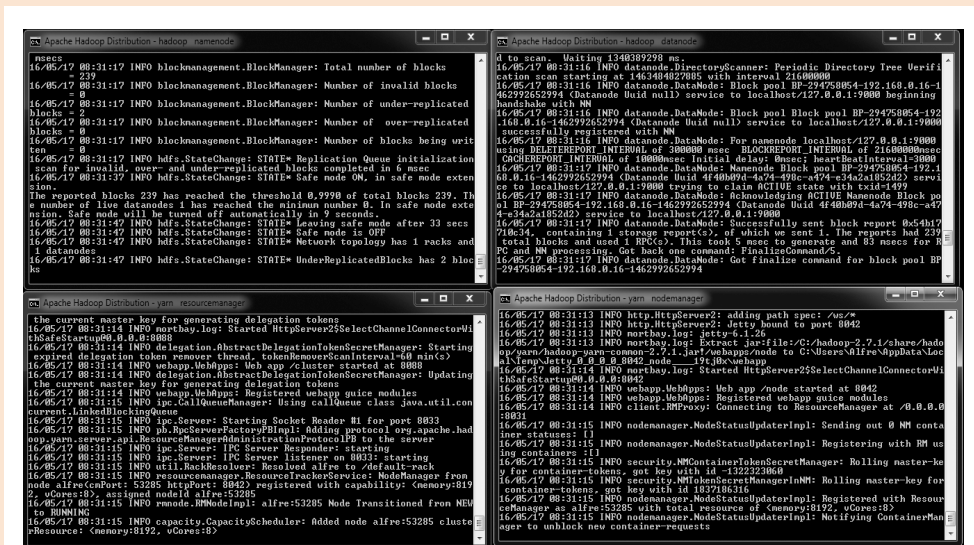 Apache Hadoop Distribution - hadoop namenode
msecs
16/05/17 08:31:17 INFO blockmanagement.BlockManager: Total number of blocks
= 239
16/05/17 08:31:17 INFO blockmanagement.BlockManager: Number of invalid blocks
= 0
16/05/17 08:31:17 INFO blockmanagement.BlockManager: Number of under-replicated
blocks = 2
16/05/17 08:31:17 INFO blockmanagement.BlockManager: Number of over-replicated
blocks = 0
16/05/17 08:31:17 INFO blockmanagement.BlockManager: Number of blocks being writ
ten = 0
16/05/17 08:31:17 INFO hdfs.StateChange: STATE* Replication Queue initialization
scan for invalid, over- and under-replicated blocks completed in 6 msec
16/05/17 08:31:37 INFO hdfs.StateChange: STATE* Safe mode ON, in safe mode exten
sion.
The reported blocks 239 has reached the threshold 0.9990 of total blocks 239. Th
e number of live datanodes 1 has reached the minimum number 0. In safe mode exte
nsion. Safe mode will be turned off automatically in 9 seconds.
16/05/17 08:31:47 INFO hdfs.StateChange: STATE* Leaving safe mode after 33 secs
16/05/17 08:31:47 INFO hdfs.StateChange: STATE* Safe mode is OFF
16/05/17 08:31:47 INFO hdfs.StateChange: STATE* Network topology has 1 racks and
1 datanodes
16/05/17 08:31:47 INFO hdfs.StateChange: STATE* UnderReplicatedBlocks has 2 bloc
ks
Apache Hadoop Distribution - hadoop datanode
d to scan. Waiting 1340389298 ms.
16/05/17 08:31:16 INFO datanode.DirectoryScanner: Periodic Directory Tree Verifi
cation scan starting at 1463484827885 with interval 21600000
16/05/17 08:31:16 INFO datanode.DataNode: Block pool BP-294758054-192.168.0.16-1
462992652994 (Datanode Uuid null) service to localhost/127.0.0.1:9000 beginning
handshake with NN
16/05/17 08:31:16 INFO datanode.DataNode: Block pool Block pool BP-294758054-192
.168.0.16-1462992652994 (Datanode Uuid null) service to localhost/127.0.0.1:9000
successfully registered with NN
16/05/17 08:31:16 INFO datanode.DataNode: For namenode localhost/127.0.0.1:9000
using DELETEREPORT_INTERVAL of 300000 msec BLOCKREPORT_INTERVAL of 21600000msec
CACHEREPORT_INTERVAL of 10000msec Initial delay: 0msec; heartBeatInterval=3000
16/05/17 08:31:17 INFO datanode.DataNode: Namenode Block pool BP-294758054-192.1
68.0.16-1462992652994 (Datanode Uuid 4f40b09d-4a74-498c-a474-e34a2a1852d2) servi
ce to localhost/127.0.0.1:9000 trying to claim ACTIVE state with txid=1499
16/05/17 08:31:17 INFO datanode.DataNode: Acknowledging ACTIVE Namenode Block po
ol BP-294758054-192.168.0.16-1462992652994 (Datanode Uuid 4f40b09d-4a74-498c-a47
4-e34a2a1852d2) service to localhost/127.0.0.1:9000
16/05/17 08:31:17 INFO datanode.DataNode: Successfully sent block report 0x54b17
710c34, containing 1 storage report(s), of which we sent 1. The reports had 239
total blocks and used 1 RPC(s). This took 5 msec to generate and 83 msecs for R
PC and NN processing. Got back one command: FinalizeCommand/5.
16/05/17 08:31:17 INFO datanode.DataNode: Got finalize command for block pool BP
-294758054-192.168.0.16-1462992652994
Apache Hadoop Distribution - yarn resourcemanager
the current master key for generating delegation tokens
16/05/17 08:31:14 INFO mortbay.log: Started HttpServer2$SelectChannelConnectorWi
thSafeStartup@0.0.0.0:8088
16/05/17 08:31:14 INFO delegation.AbstractDelegationTokenSecretManager: Starting
expired delegation token remover thread, tokenRemoverScanInterval=60 min(s)
16/05/17 08:31:14 INFO webapp.WebApps: Web app /cluster started at 8088
16/05/17 08:31:14 INFO delegation.AbstractDelegationTokenSecretManager: Updating
the current master key for generating delegation tokens
16/05/17 08:31:15 INFO webapp.WebApps: Registered webapp guice modules
16/05/17 08:31:15 INFO ipc.CallQueueManager: Using callQueue class java.util.con
current.LinkedBlockingQueue
16/05/17 08:31:15 INFO ipc.Server: Starting Socket Reader #1 for port 8033
16/05/17 08:31:15 INFO pb.RpcServerFactoryPBImpl: Adding protocol org.apache.had
oop.yarn.server.api.ResourceManagerAdministrationProtocolPB to the server
16/05/17 08:31:15 INFO ipc.Server: IPC Server Responder: starting
16/05/17 08:31:15 INFO ipc.Server: IPC Server listener on 8033: starting
16/05/17 08:31:15 INFO util.RackResolver: Resolved alfre to /default-rack
16/05/17 08:31:15 INFO resourcemanager.ResourceTrackerService: NodeManager from
node alfre(cmPort: 53285 httpPort: 8042) registered with capability: <memory:819
2, vCores:8>, assigned nodeId alfre:53285
16/05/17 08:31:15 INFO rmnode.RMNodeImpl: alfre:53285 Node Transitioned from NEW
to RUNNING
16/05/17 08:31:15 INFO capacity.CapacityScheduler: Added node alfre:53285 cluste
rResource: <memory:8192, vCores:8>
Apache Hadoop Distribution - yarn nodemanager
16/05/17 08:31:13 INFO http.HttpServer2: adding path spec: /ws/*
16/05/17 08:31:13 INFO http.HttpServer2: Jetty bound to port 8042
16/05/17 08:31:13 INFO mortbay.log: jetty-6.1.26
16/05/17 08:31:13 INFO mortbay.log: Extract jar:file:/C:/hadoop-2.7.1/share/hado
op/yarn/hadoop-yarn-common-2.7.1.jar!/webapps/node to C:\Users\Alfre\AppData\Loc
al\Temp\Jetty_0_0_0_0_8042_node____19tj0x\webapp
16/05/17 08:31:14 INFO mortbay.log: Started HttpServer2$SelectChannelConnectorWi
thSafeStartup@0.0.0.0:8042
16/05/17 08:31:14 INFO webapp.WebApps: Web app /node started at 8042
16/05/17 08:31:14 INFO webapp.WebApps: Registered webapp guice modules
16/05/17 08:31:14 INFO client.RMProxy: Connecting to ResourceManager at /0.0.0.0
:8031
16/05/17 08:31:15 INFO nodemanager.NodeStatusUpdaterImpl: Sending out 0 NM conta
iner statuses: []
16/05/17 08:31:15 INFO nodemanager.NodeStatusUpdaterImpl: Registering with RM us
ing containers :[]
16/05/17 08:31:15 INFO security.NMContainerTokenSecretManager: Rolling master-ke
y for container-tokens, got key with id -1322323060
16/05/17 08:31:15 INFO security.NMTokenSecretManagerInNM: Rolling master-key for
container-tokens, got key with id 1837186316
16/05/17 08:31:15 INFO nodemanager.NodeStatusUpdaterImpl: Registered with Resour
ceManager as alfre:53285 with total resource of <memory:8192, vCores:8>
16/05/17 08:31:15 INFO nodemanager.NodeStatusUpdaterImpl: Notifying ContainerMan
ager to unblock new container-requests